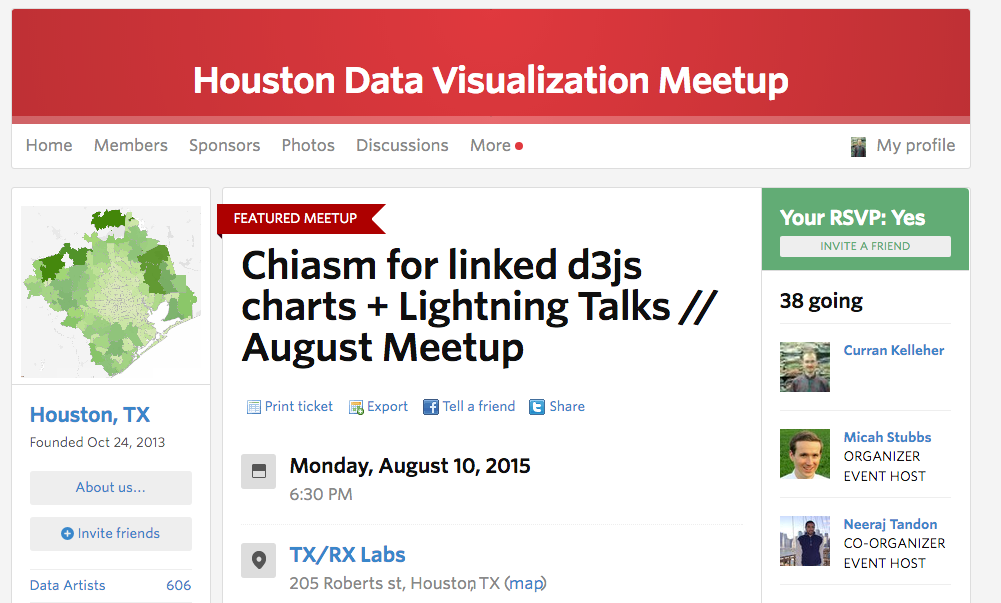 Houston Data Visualization Meetup
Home Members Sponsors Photos Discussions More My profile
Houston, TX
Founded Oct 24, 2013
About us...
Invite friends
Data Artists 606
FEATURED MEETUP
Chiasm for linked d3js
charts + Lightning Talks //
August Meetup
Print ticket Export Tell a friend Share
Monday, August 10, 2015
6:30 PM
TX/RX Labs
205 Roberts st, Houston, TX (map)
Your RSVP: Yes
INVITE A FRIEND
38 going
Curran Kelleher
Micah Stubbs
ORGANIZER
EVENT HOST
Neeraj Tandon
CO-ORGANIZER
EVENT HOST